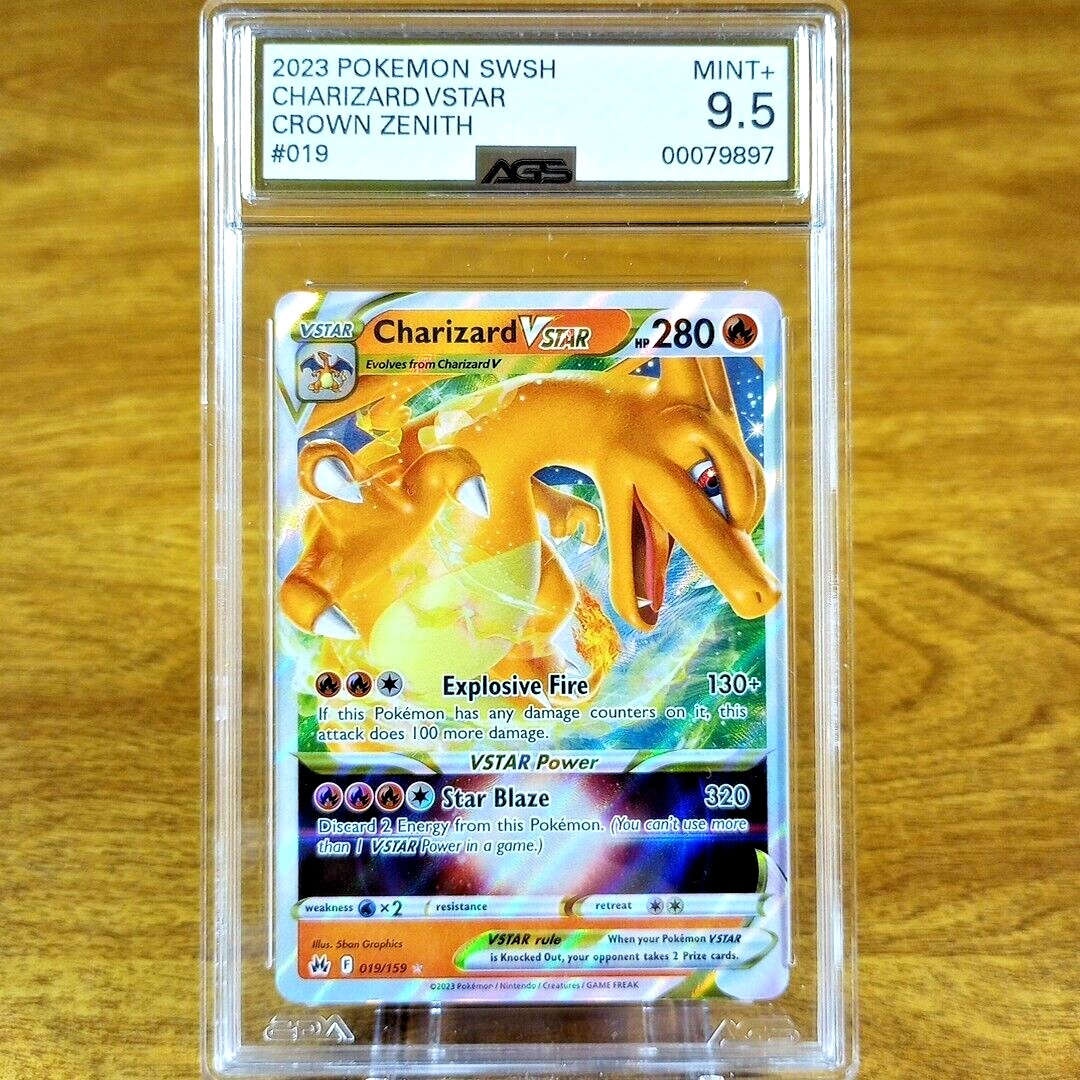 2023 POKEMON SWSH MINT+
CHARIZARD VSTAR 9.5
CROWN ZENITH
#019 00079897
AGS
VSTAR Charizard VSTAR HP 280
Evolves from Charizard V
Explosive Fire 130+
If this Pokémon has any damage counters on it, this
attack does 100 more damage.
VSTAR Power
Star Blaze 320
Discard 2 Energy from this Pokémon. (You can't use more
than 1 VSTAR Power in a game.)
weakness ×2 resistance retreat
Illus. 5ban Graphics
VSTAR rule When your Pokémon VSTAR
is Knocked Out, your opponent takes 2 Prize cards.
F 019/159
©2023 Pokémon / Nintendo / Creatures / GAME FREAK
AGS